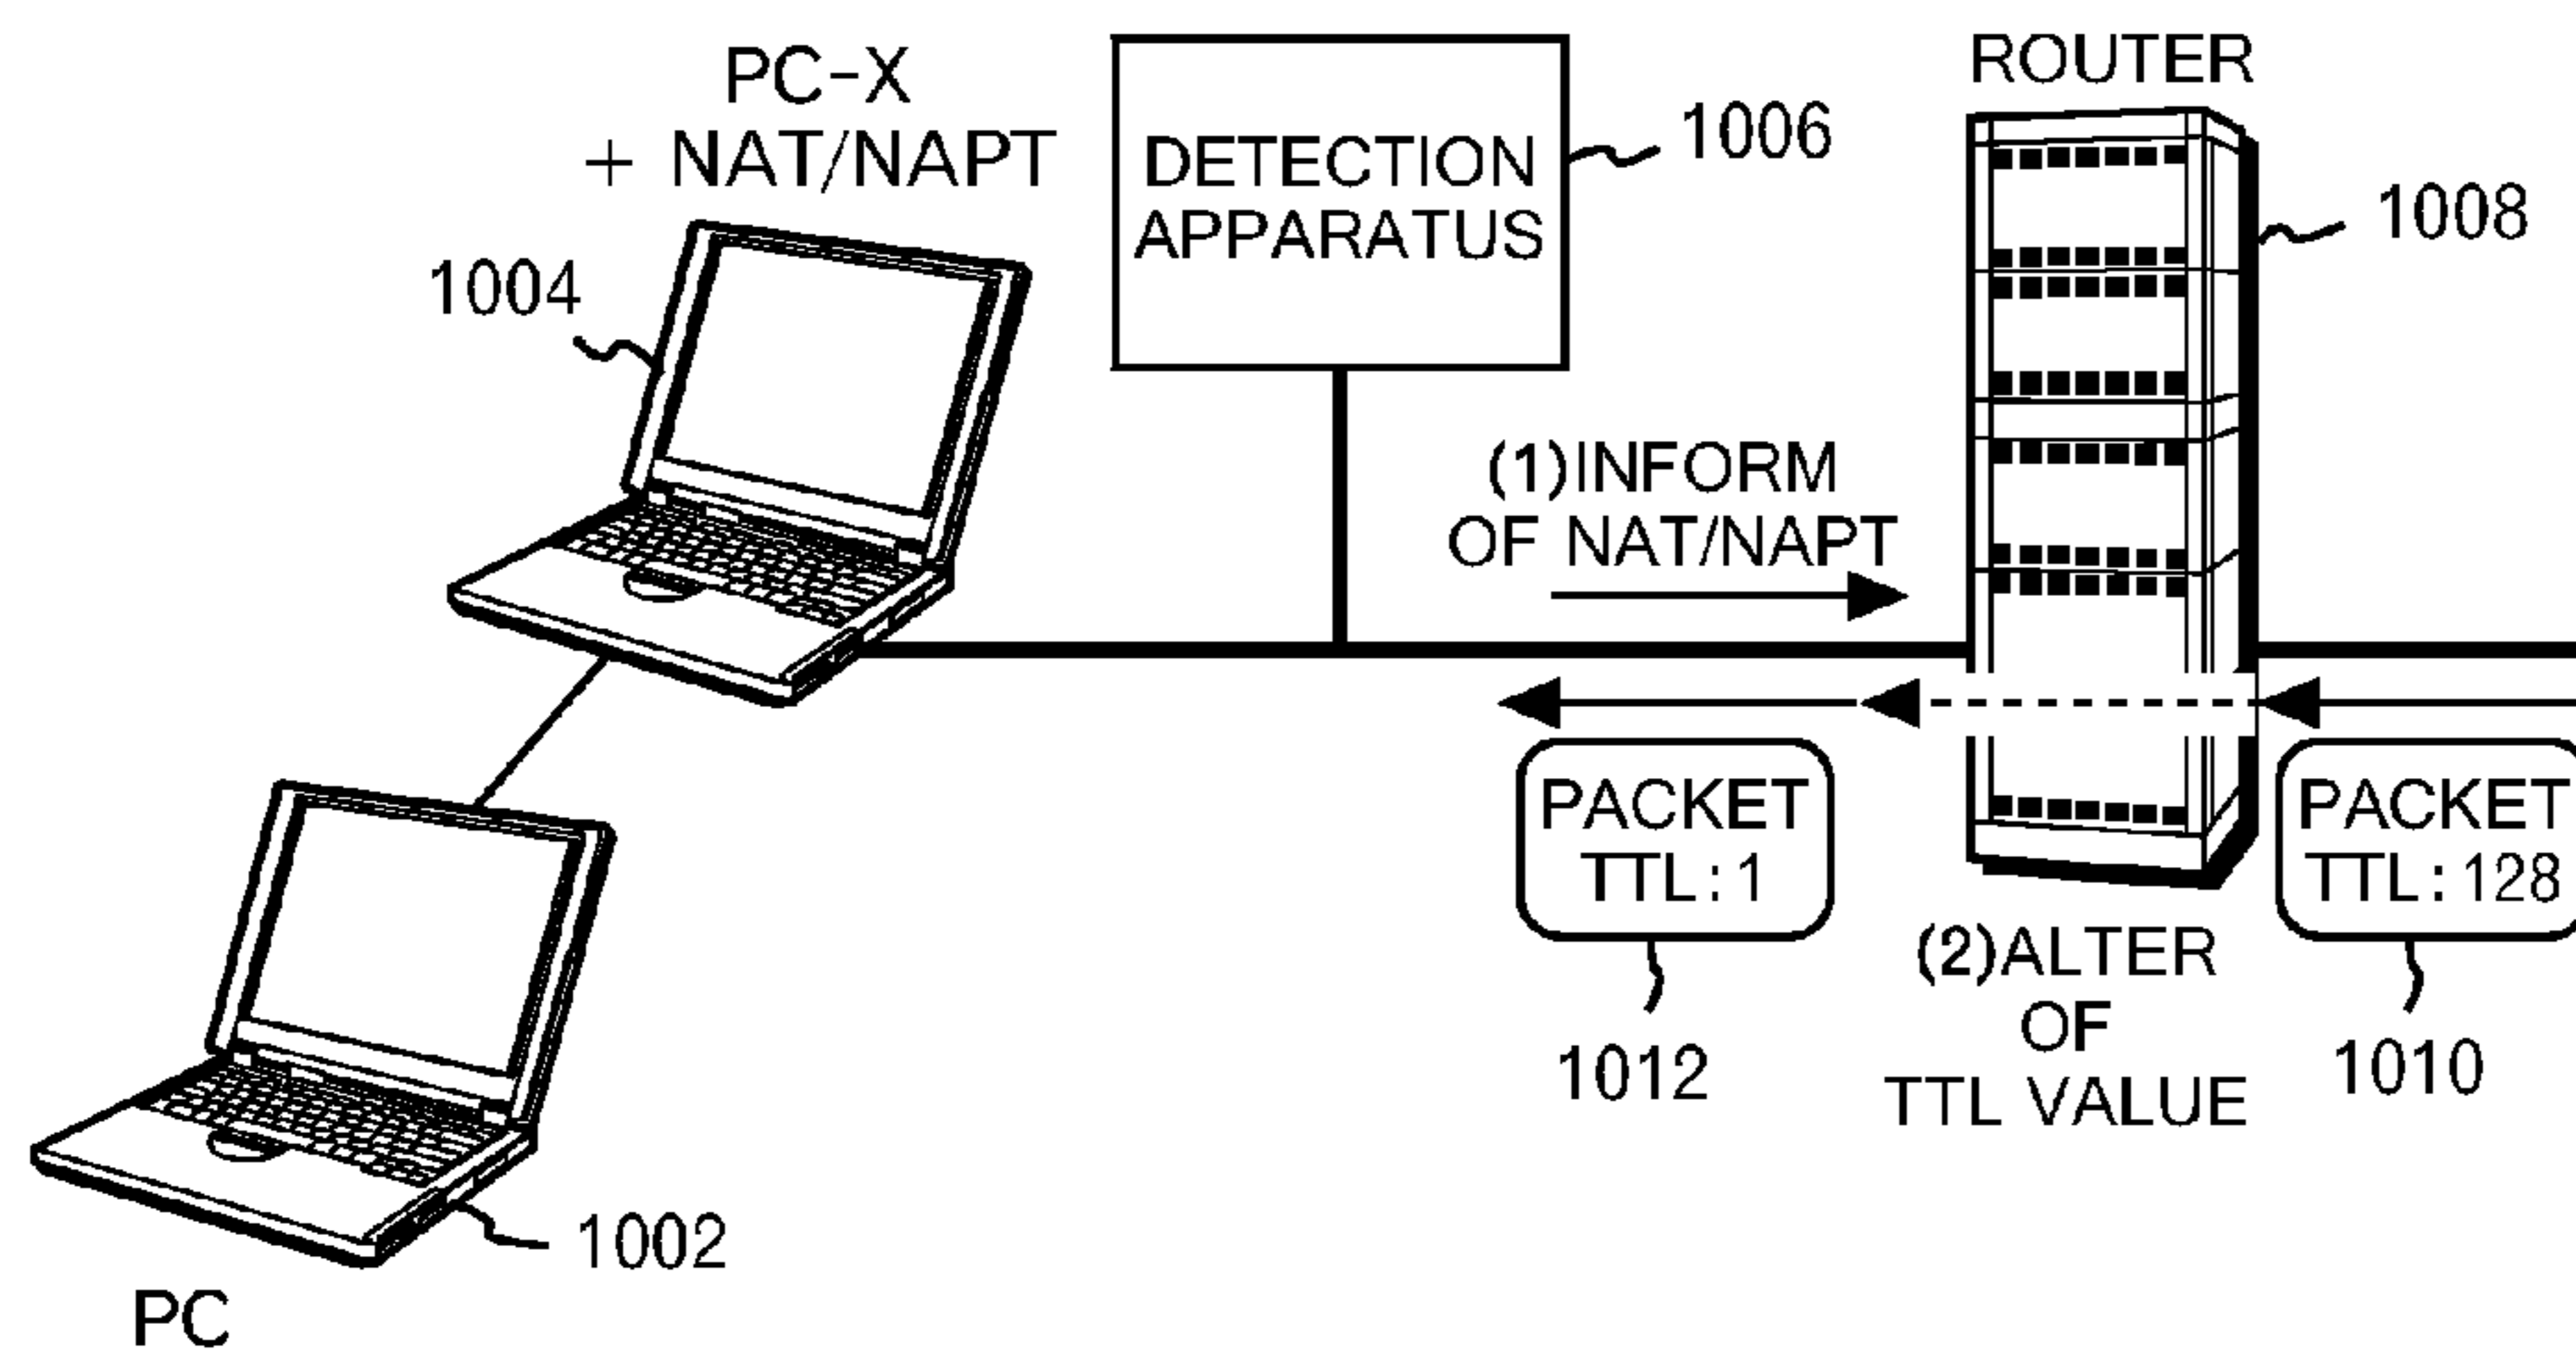 PC-X
+ NAT/NAPT
1004
DETECTION
APPARATUS
1006
ROUTER
1008
(1)INFORM
OF NAT/NAPT
PACKET
TTL:1
1012
(2)ALTER
OF
TTL VALUE
PACKET
TTL:128
1010
1002
PC